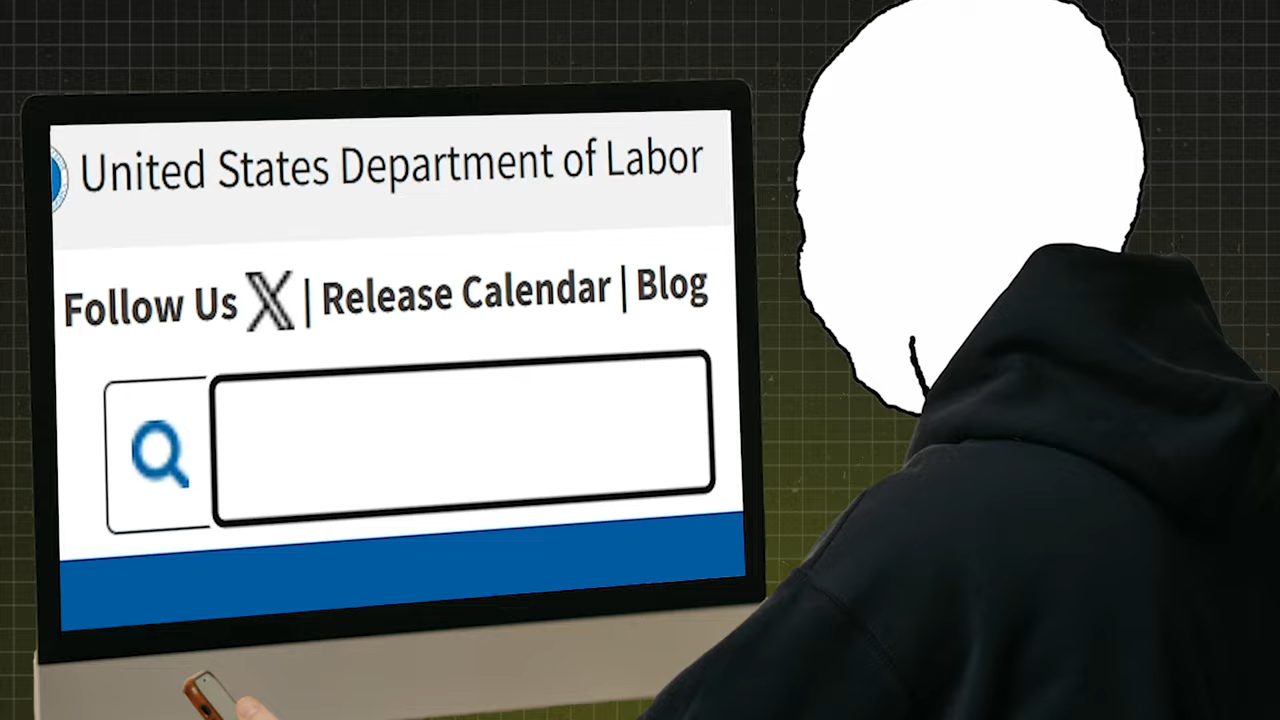 United States Department of Labor
Follow Us X | Release Calendar | Blog